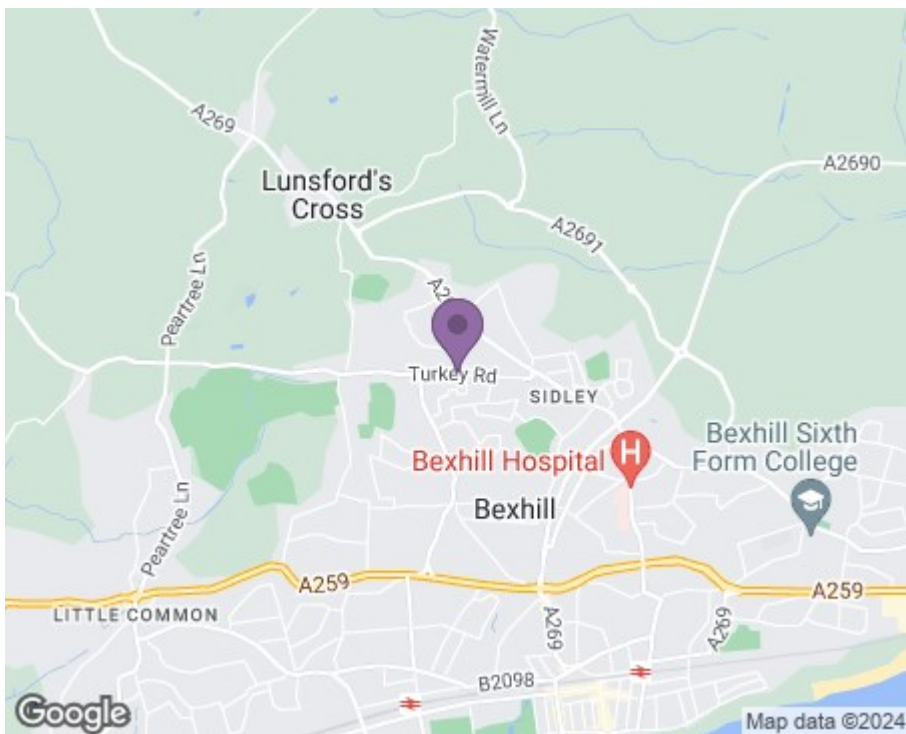 Watermill Ln
A269
A2690
Lunsford's
Cross
A2691
Peartree Ln
Turkey Rd
SIDLEY
Bexhill Sixth
Form College
Bexhill Hospital
H
Bexhill
Peartree Ln
A259
A259
LITTLE COMMON
A269
A269
B2098
Google
Map data ©2024